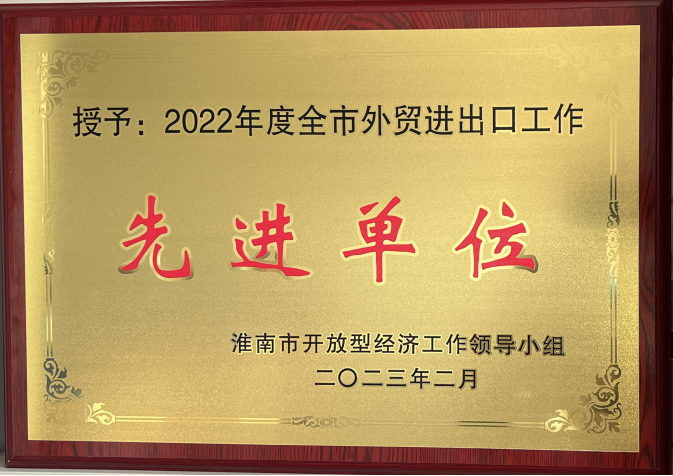 授予：2022年度全市外贸进出口工作
先进单位
淮南市开放型经济工作领导小组
二〇二三年二月